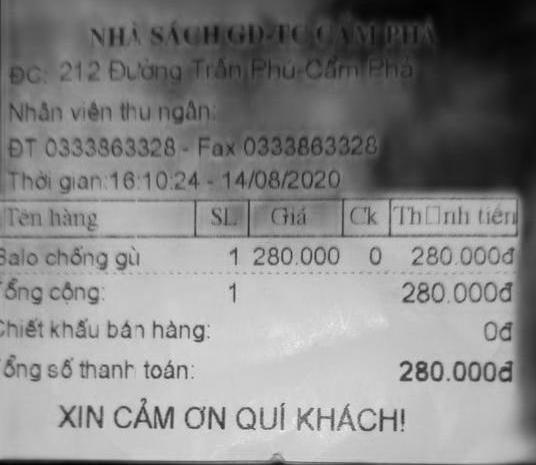 NHÀ SÁCH GD-TC CẨM PHẢ
ĐC: 212 Đường Trần Phú-Cẩm Phả
Nhân viên thu ngân:
ĐT 0333863328 - Fax 0333863328
Thời gian:16:10:24 - 14/08/2020
Tên hàng SL Giá Ck Th□nh tiền
Balo chống gù 1 280.000 0 280.000đ
Tổng cộng: 1 280.000đ
Chiết khấu bán hàng: 0đ
Tổng số thanh toán: 280.000đ
XIN CẢM ƠN QUÍ KHÁCH!